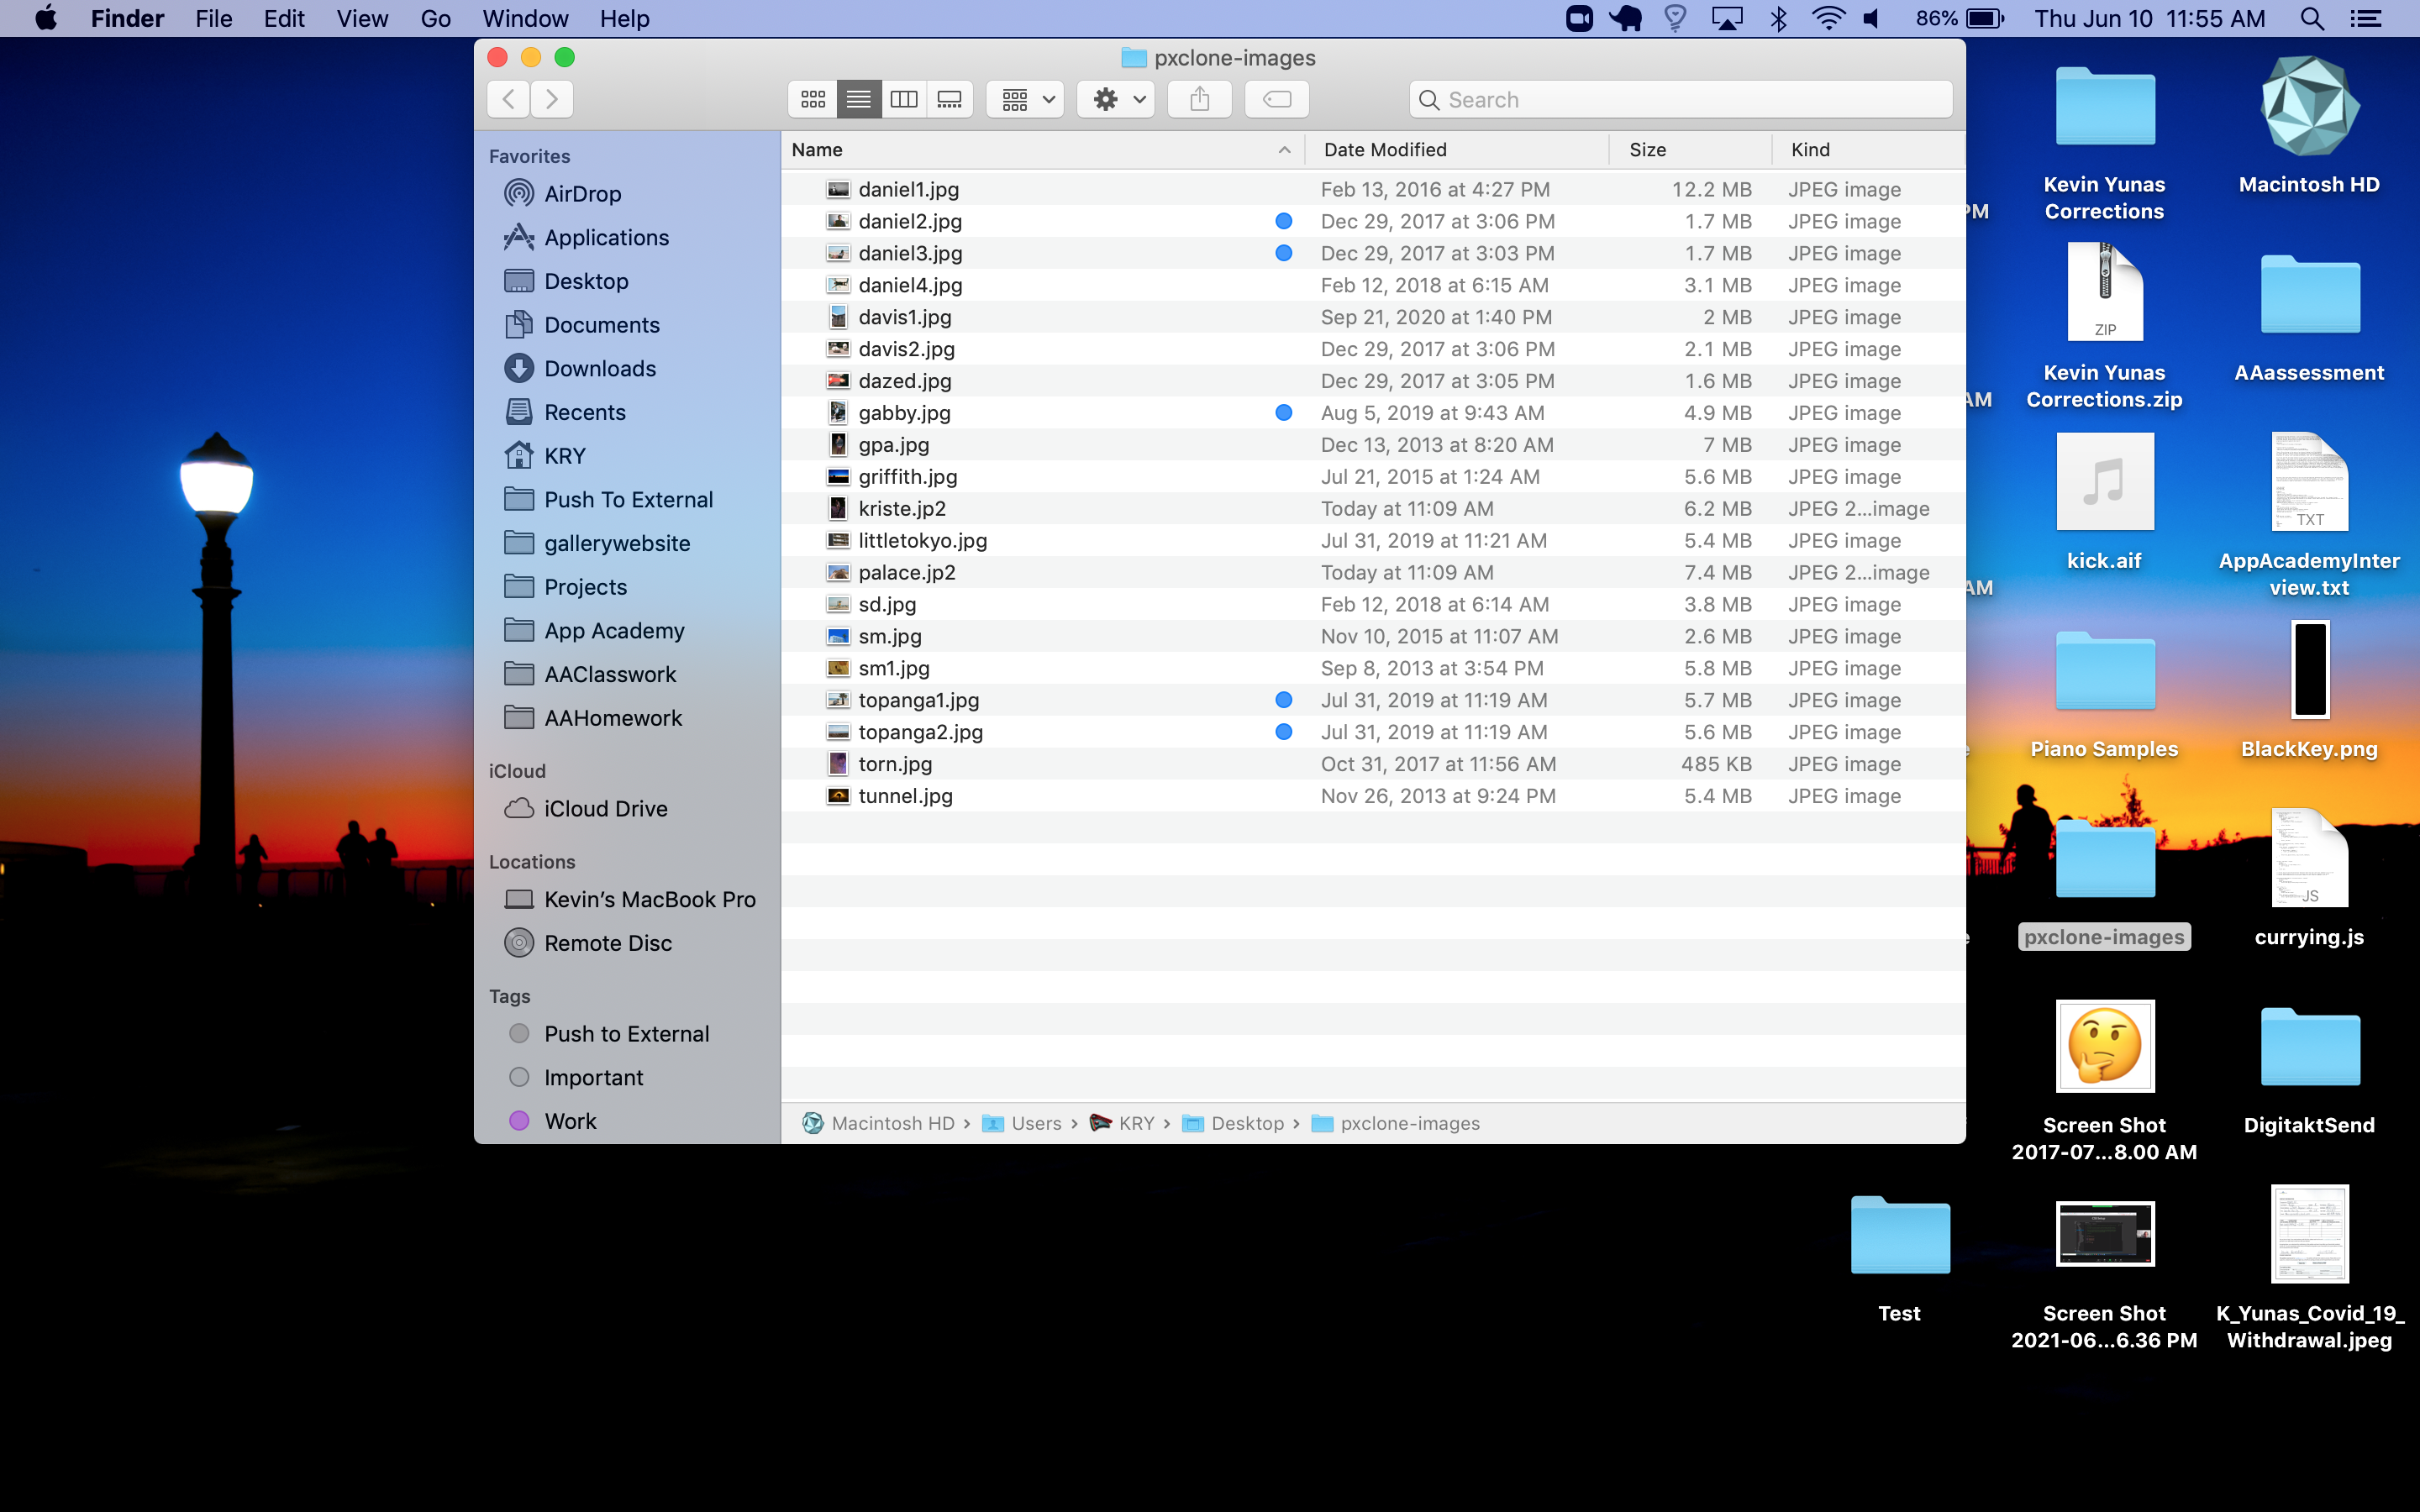 Finder File Edit View Go Window Help 86% Thu Jun 10 11:55 AM
pxclone-images
Search
Favorites
AirDrop
Applications
Desktop
Documents
Downloads
Recents
KRY
Push To External
gallerywebsite
Projects
App Academy
AAClasswork
AAHomework
iCloud
iCloud Drive
Locations
Kevin’s MacBook Pro
Remote Disc
Tags
Push to External
Important
Work
Name Date Modified Size Kind
daniel1.jpg Feb 13, 2016 at 4:27 PM 12.2 MB JPEG image
daniel2.jpg Dec 29, 2017 at 3:06 PM 1.7 MB JPEG image
daniel3.jpg Dec 29, 2017 at 3:03 PM 1.7 MB JPEG image
daniel4.jpg Feb 12, 2018 at 6:15 AM 3.1 MB JPEG image
davis1.jpg Sep 21, 2020 at 1:40 PM 2 MB JPEG image
davis2.jpg Dec 29, 2017 at 3:06 PM 2.1 MB JPEG image
dazed.jpg Dec 29, 2017 at 3:05 PM 1.6 MB JPEG image
gabby.jpg Aug 5, 2019 at 9:43 AM 4.9 MB JPEG image
gpa.jpg Dec 13, 2013 at 8:20 AM 7 MB JPEG image
griffith.jpg Jul 21, 2015 at 1:24 AM 5.6 MB JPEG image
kriste.jp2 Today at 11:09 AM 6.2 MB JPEG 2...image
littletokyo.jpg Jul 31, 2019 at 11:21 AM 5.4 MB JPEG image
palace.jp2 Today at 11:09 AM 7.4 MB JPEG 2...image
sd.jpg Feb 12, 2018 at 6:14 AM 3.8 MB JPEG image
sm.jpg Nov 10, 2015 at 11:07 AM 2.6 MB JPEG image
sm1.jpg Sep 8, 2013 at 3:54 PM 5.8 MB JPEG image
topanga1.jpg Jul 31, 2019 at 11:19 AM 5.7 MB JPEG image
topanga2.jpg Jul 31, 2019 at 11:19 AM 5.6 MB JPEG image
torn.jpg Oct 31, 2017 at 11:56 AM 485 KB JPEG image
tunnel.jpg Nov 26, 2013 at 9:24 PM 5.4 MB JPEG image
Macintosh HD › Users › KRY › Desktop › pxclone-images
Kevin Yunas
Corrections
Macintosh HD
PM
ZIP
Kevin Yunas
Corrections.zip
AAassessment
AM
kick.aif
TXT
AppAcademyInter
view.txt
AM
Piano Samples
BlackKey.png
pxclone-images
JS
currying.js
Screen Shot
2017-07...8.00 AM
DigitaktSend
Test
Screen Shot
2021-06...6.36 PM
K_Yunas_Covid_19_
Withdrawal.jpeg